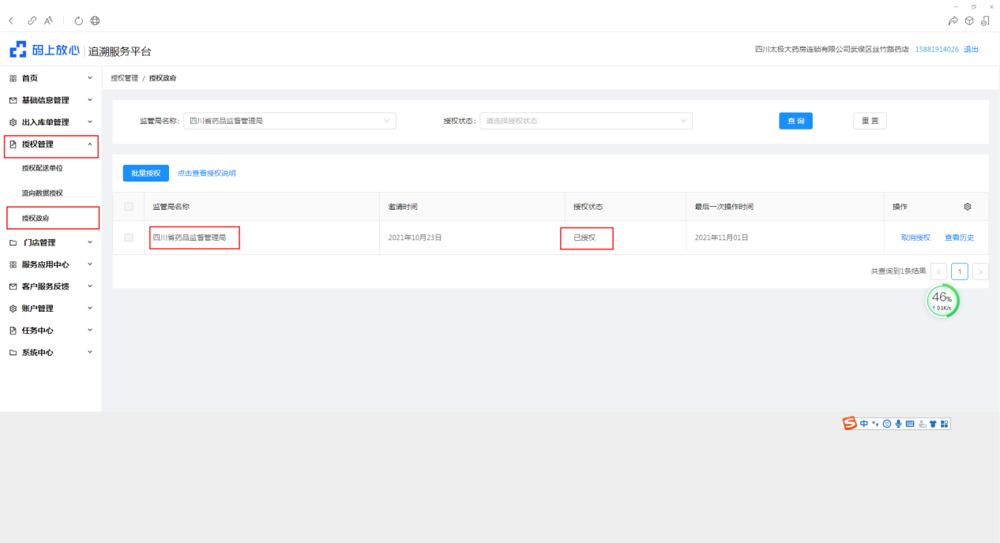 码上放心 追溯服务平台
四川太极大药房连锁有限公司武侯区丝竹路药店 15881914026 退出
首页
基础信息管理
出入库单管理
授权管理
授权配送单位
流向数据授权
授权政府
门店管理
服务应用中心
客户服务反馈
账户管理
任务中心
系统中心
授权管理 / 授权政府
监管局名称: 四川省药品监督管理局 授权状态: 请选择授权状态 查询 重置
批量授权 点击查看授权说明
监管局名称 邀请时间 授权状态 最后一次操作时间 操作
四川省药品监督管理局 2021年10月23日 已授权 2021年11月01日 取消授权 查看历史
共查询到1条结果 < 1 >
46%
↑ 0.1K/s
S 中